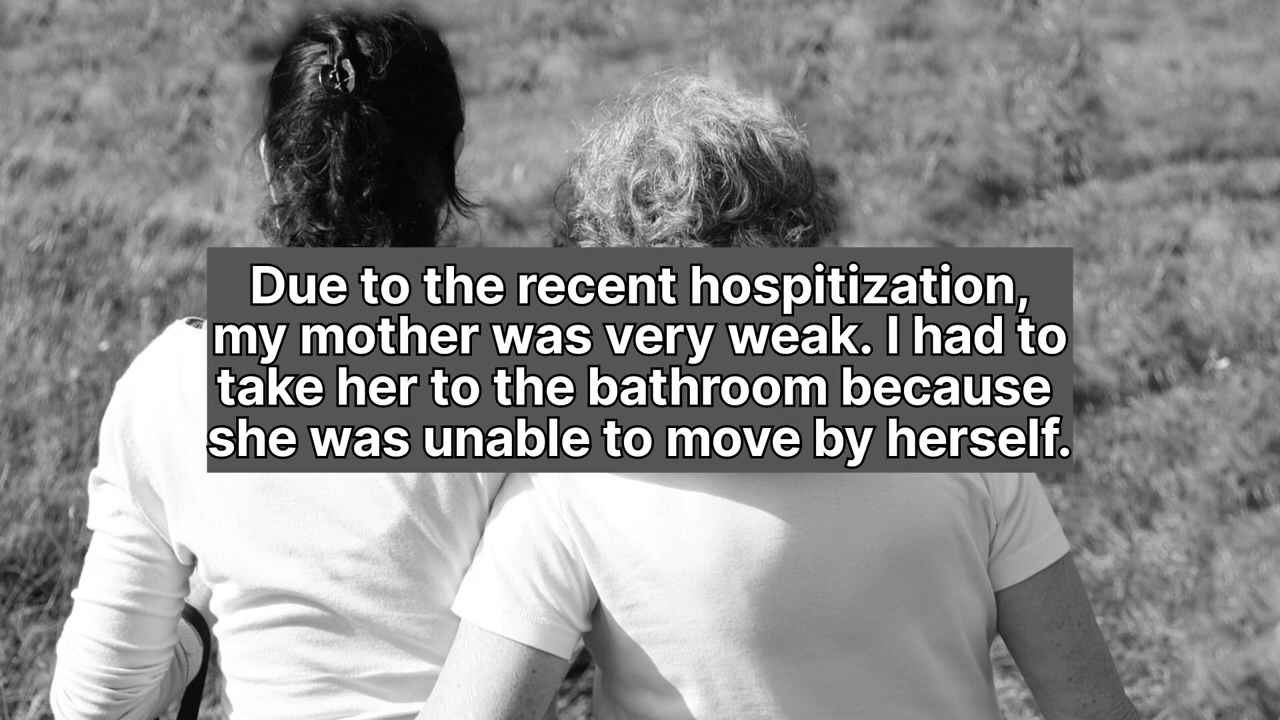 Due to the recent hospitization,
my mother was very weak. I had to
take her to the bathroom because
she was unable to move by herself.